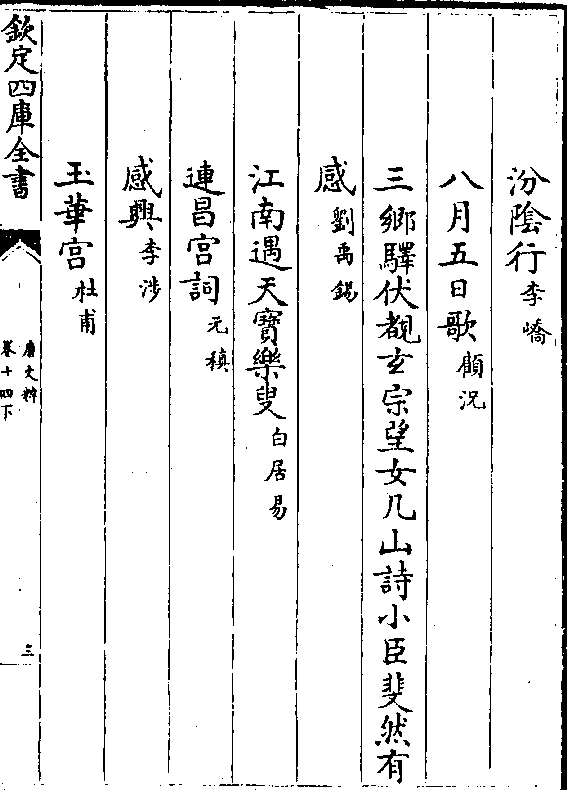 汾陰行李嶠
八月五日歌顧況
三鄉驛伏覩玄宗望女几山詩小臣斐然有
感劉禹錫
江南遇天寶樂叟白居易
連昌宫詞元稹
感興李涉
玉華宫杜甫
欽定四庫全書
唐文粹
卷十四下
三